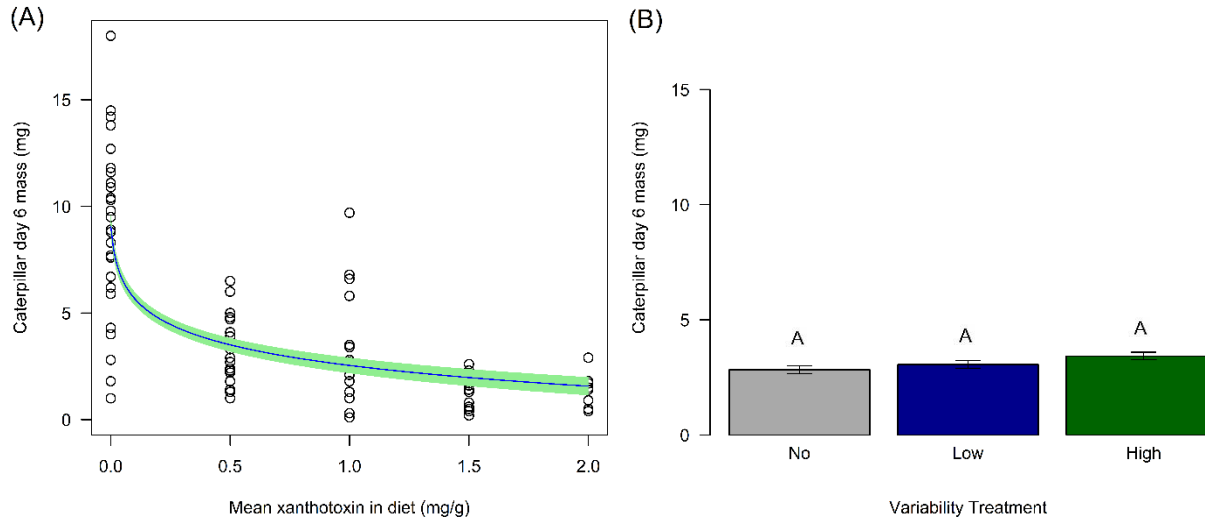 (A)
Caterpillar day 6 mass (mg)
15
10
5
0
0.0 0.5 1.0 1.5 2.0
Mean xanthotoxin in diet (mg/g)
(B)
Caterpillar day 6 mass (mg)
15
10
5
0
A A A
No Low High
Variability Treatment